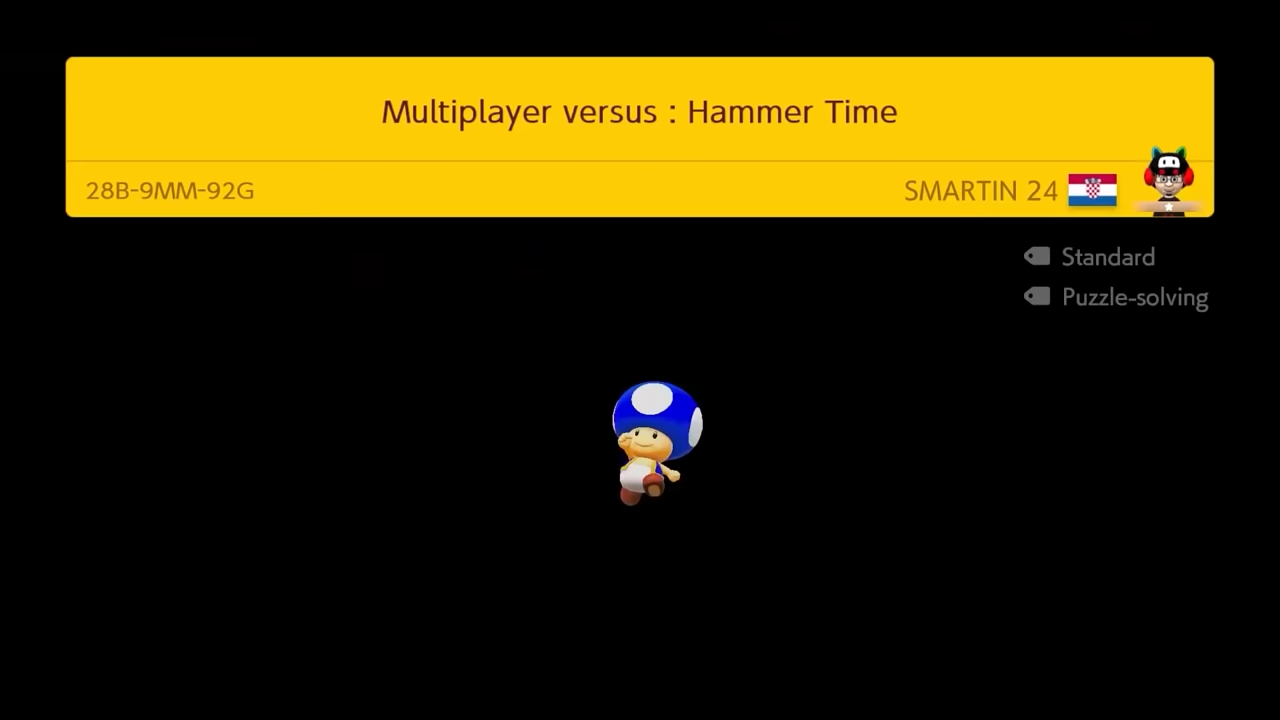 Multiplayer versus : Hammer Time
28B-9MM-92G
SMARTIN 24
Standard
Puzzle-solving